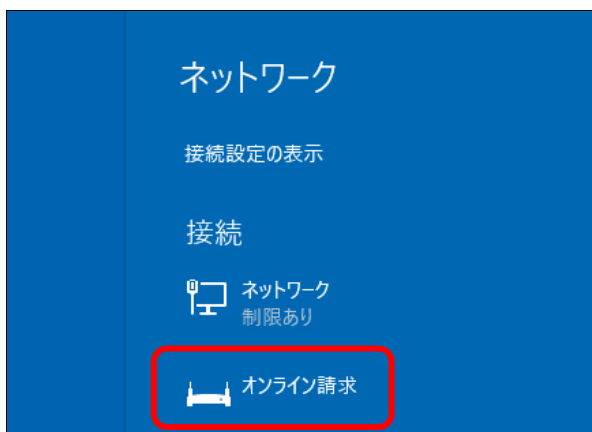 ネットワーク
接続設定の表示
接続
ネットワーク
制限あり
オンライン請求